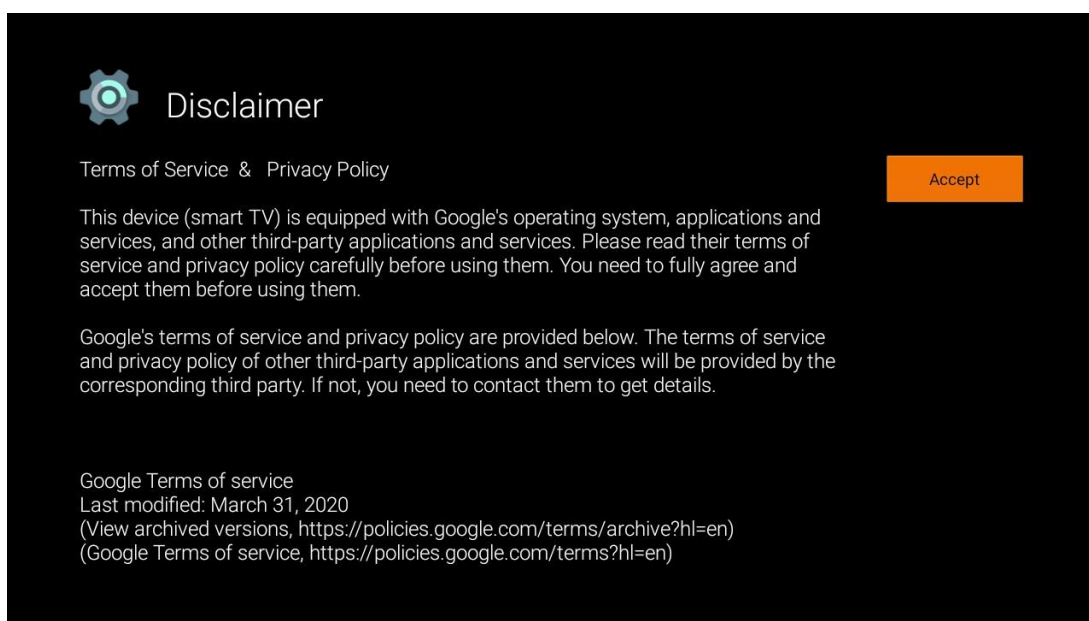 Disclaimer
Terms of Service & Privacy Policy
Accept
This device (smart TV) is equipped with Google's operating system, applications and
services, and other third-party applications and services. Please read their terms of
service and privacy policy carefully before using them. You need to fully agree and
accept them before using them.
Google's terms of service and privacy policy are provided below. The terms of service
and privacy policy of other third-party applications and services will be provided by the
corresponding third party. If not, you need to contact them to get details.
Google Terms of service
Last modified: March 31, 2020
(View archived versions, https://policies.google.com/terms/archive?hl=en)
(Google Terms of service, https://policies.google.com/terms?hl=en)